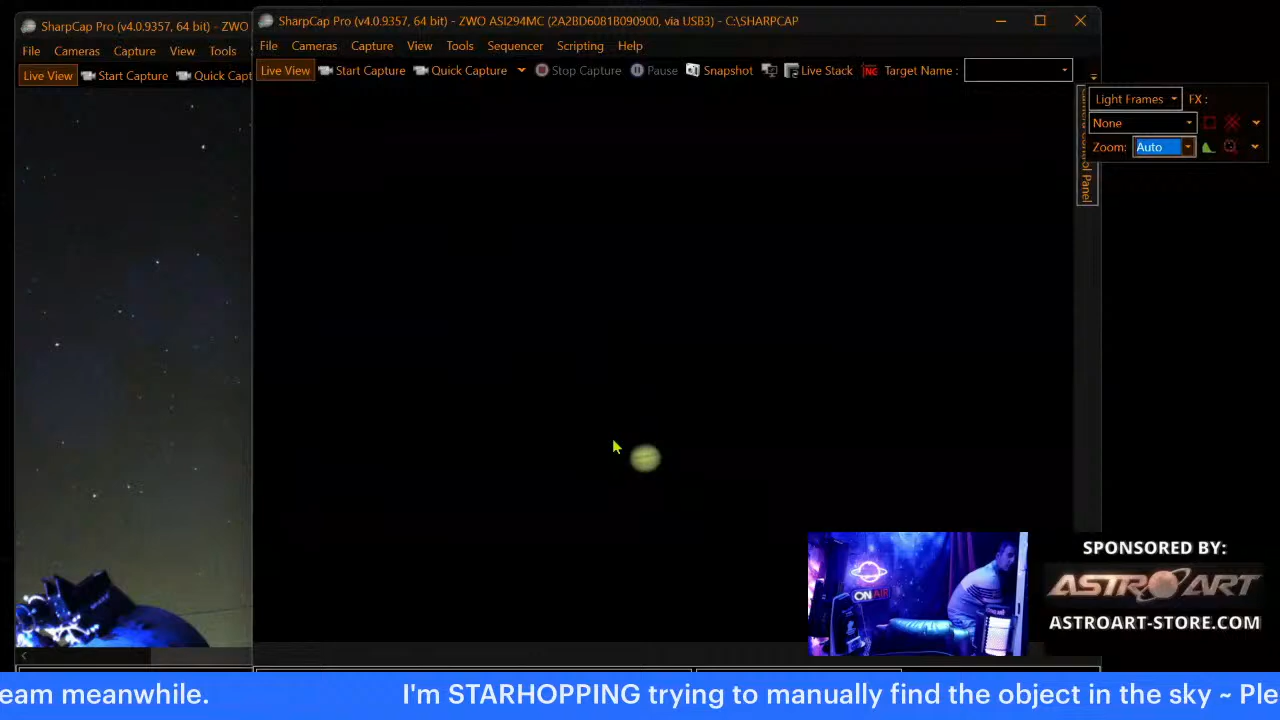 SharpCap Pro (v4.0.9357, 64 bit) - ZWO
File Cameras Capture View Tools
Live View Start Capture Quick Capt
SharpCap Pro (v4.0.9357, 64 bit) - ZWO ASI294MC (2A2BD6081B090900, via USB3) - C:\SHARPCAP
File Cameras Capture View Tools Sequencer Scripting Help
Live View Start Capture Quick Capture Stop Capture Pause Snapshot Live Stack Target Name :
Light Frames FX :
None
Zoom: Auto
Panel
ON AIR
SPONSORED BY:
ASTROART
ASTROART-STORE.COM
eam meanwhile. I'm STARHOPPING trying to manually find the object in the sky ~ Ple